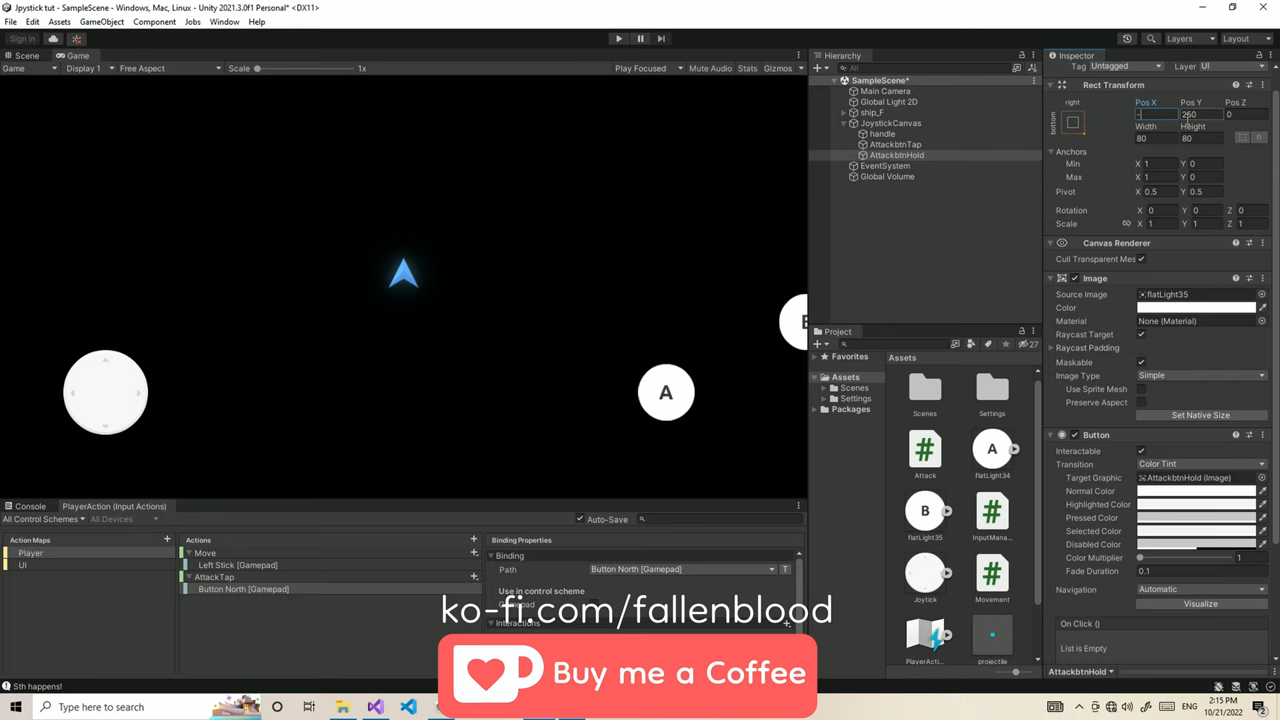 Jpystick tut - SampleScene - Windows, Mac, Linux - Unity 2021.3.0f1 Personal* <DX11>
File Edit Assets GameObject Component Jobs Window Help
Sign in Layers Layout
Scene Game
Game Display 1 Free Aspect Scale 1x Play Focused Mute Audio Stats Gizmos
Hierarchy
All
SampleScene*
Main Camera
Global Light 2D
ship_F
JoystickCanvas
handle
AttackbtnTap
AttackbtnHold
EventSystem
Global Volume
A
Project
27
Favorites
Assets
Scenes
Settings
Packages
Assets
Scenes Settings
A
Attack flatLight34
B
flatLight35 InputMana...
Joytick Movement
PlayerActi... projectile
Inspector
Tag Untagged Layer UI
Rect Transform
right
bottom
Pos X Pos Y Pos Z
- 250 0
Width Height
80 80
R
Anchors
Min X 1 Y 0
Max X 1 Y 0
Pivot X 0.5 Y 0.5
Rotation X 0 Y 0 Z 0
Scale X 1 Y 1 Z 1
Canvas Renderer
Cull Transparent Mes
Image
Source Image flatLight35
Color
Material None (Material)
Raycast Target
Raycast Padding
Maskable
Image Type Simple
Use Sprite Mesh
Preserve Aspect
Set Native Size
Button
Interactable
Transition Color Tint
Target Graphic AttackbtnHold (Image)
Normal Color
Highlighted Color
Pressed Color
Selected Color
Disabled Color
Color Multiplier 1
Fade Duration 0.1
Navigation Automatic
Visualize
On Click ()
List is Empty
AttackbtnHold
Console PlayerAction (Input Actions)
All Control Schemes All Devices Auto-Save
Action Maps
Player
UI
Actions
Move
Left Stick [Gamepad]
AttackTap
Button North [Gamepad]
Binding Properties
Binding
Path Button North [Gamepad] T
Use in control scheme
Interactions
ko-fi.com/fallenblood
Buy me a Coffee
Sth happens!
Type here to search
2:15 PM
10/21/2022
2